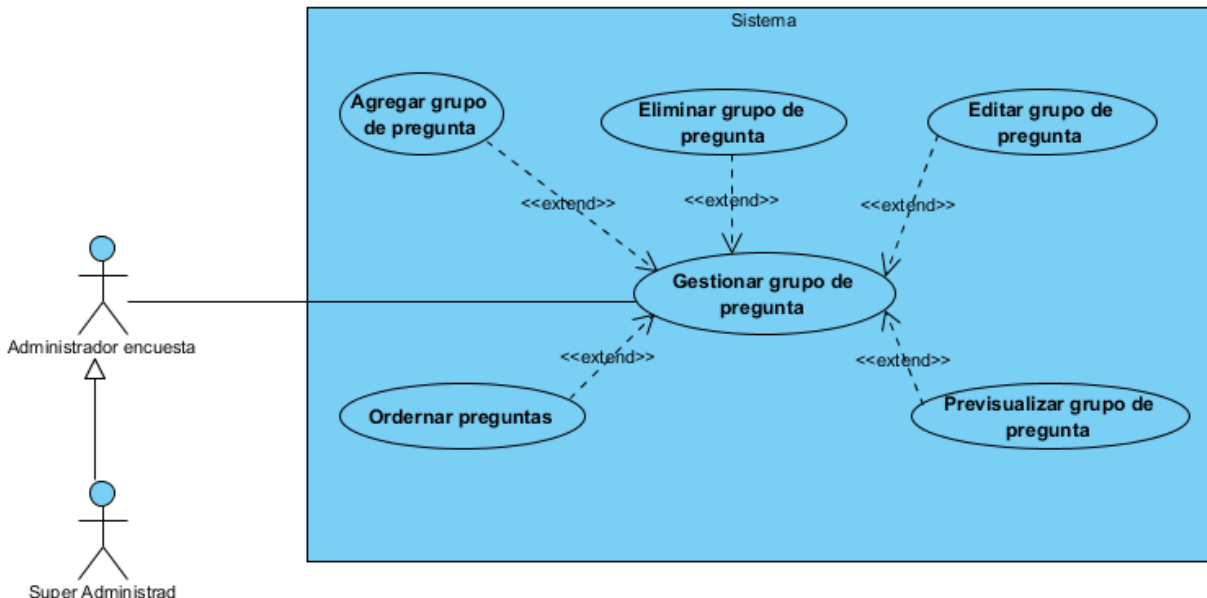 Sistema
Agregar grupo
de pregunta
Eliminar grupo de
pregunta
Editar grupo de
pregunta
<<extend>>
<<extend>>
<<extend>>
Gestionar grupo de
pregunta
Administrador encuesta
<<extend>>
<<extend>>
Ordernar preguntas
Previsualizar grupo de
pregunta
Super Administrad